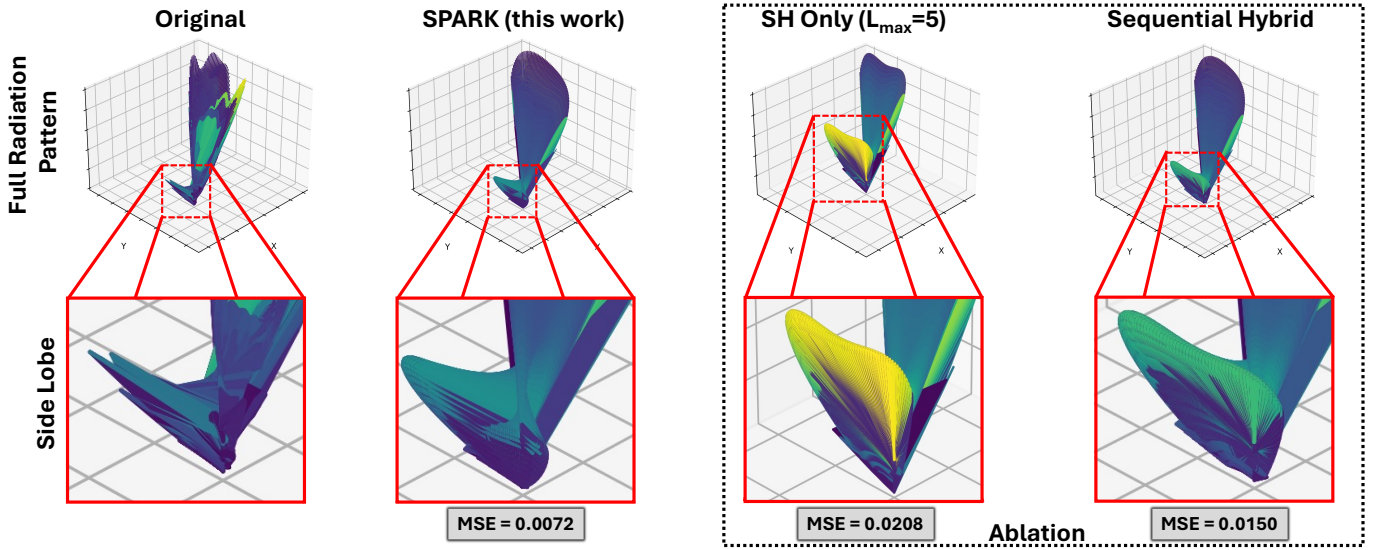 Original
SPARK (this work)
SH Only (Lmax=5)
Sequential Hybrid
Full Radiation
Pattern
Y
X
Y
X
Y
X
Y
X
Side Lobe
MSE = 0.0072
MSE = 0.0208
MSE = 0.0150
Ablation